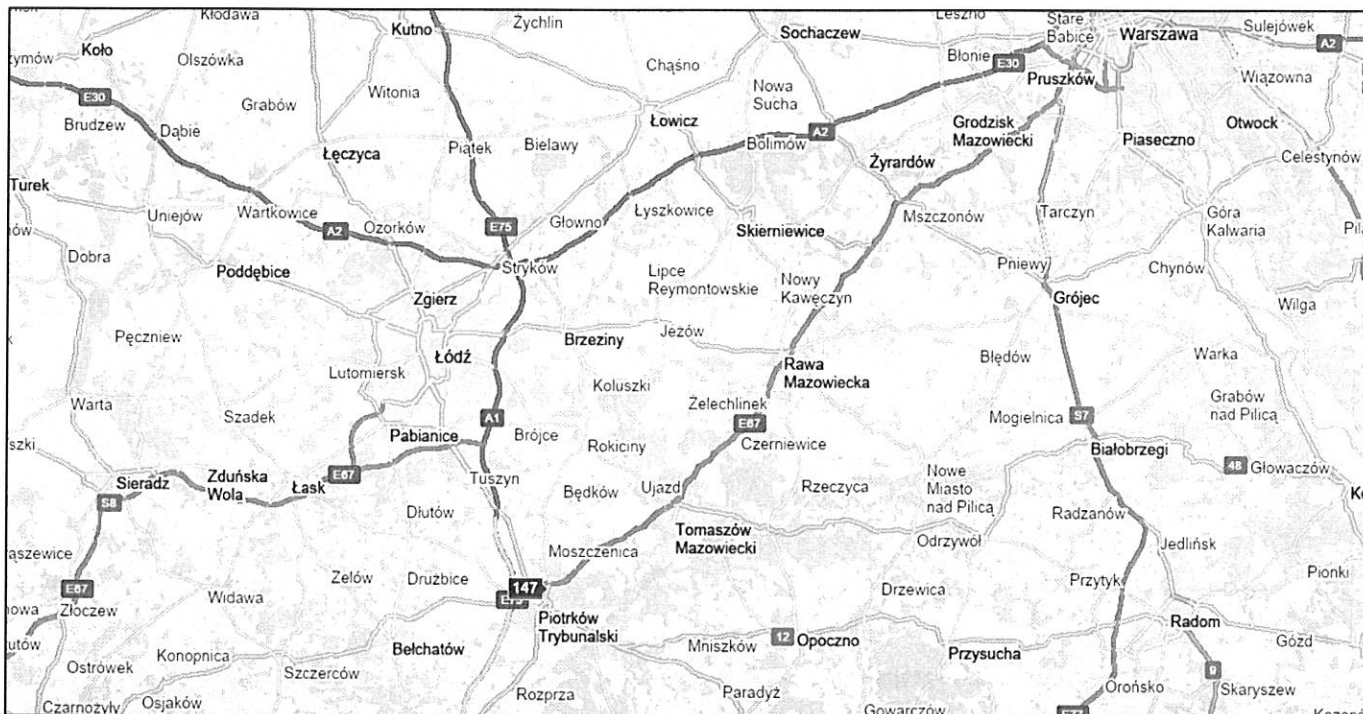 Kłodawa
Kutno
Żychlin
Sochaczew
Leszno
Stare
Babice
Warszawa
Sulejówek
A2
Koło
Olszówka
Chąśno
Błonie
E30
Pruszków
Wiązowna
zymów
E30
Grabów
Witonia
Nowa
Sucha
Brudzew
Dąbie
Łowicz
A2
Grodzisk
Mazowiecki
Piaseczno
Otwock
Łęczyca
Piątek
Bielawy
Bolimów
Żyrardów
Celestynów
Turek
Uniejów
Wartkowice
Ozorków
E75
Głowno
Łyszkowice
Skierniewice
Mszczonów
Tarczyn
Góra
Kalwaria
Pila
nów
A2
Dobra
Poddębice
Stryków
Lipce
Reymontowskie
Nowy
Kawęczyn
Pniewy
Chynów
Zgierz
Grójec
Wilga
Pęczniew
Łódź
Brzeziny
Jeżów
Rawa
Mazowiecka
Błędów
Warka
Lutomiersk
Koluszki
Grabów
nad Pilicą
Warta
Szadek
A1
Żelechlinek
E67
Mogielnica
S7
szki
Pabianice
Brójce
Rokiciny
Czerniewice
Białobrzegi
48
Głowaczów
Sieradz
Zduńska
Wola
Łask
E67
Tuszyn
Będków
Ujazd
Rzeczyca
Nowe
Miasto
nad Pilicą
S8
Dłutów
Tomaszów
Mazowiecki
Odrzywół
Radzanów
Jedlińsk
ąszewice
Moszczenica
E67
Zelów
Drużbice
147
Drzewica
Przytyk
Pionki
nowa
Złoczew
Widawa
Piotrków
Trybunalski
12
Opoczno
Radom
utów
Bełchatów
Mniszków
Przysucha
Gózd
Ostrówek
Konopnica
Szczerców
9
Czarnożyły
Osjaków
Rozprza
Paradyż
Gowarczów
Orońsko
Skaryszew